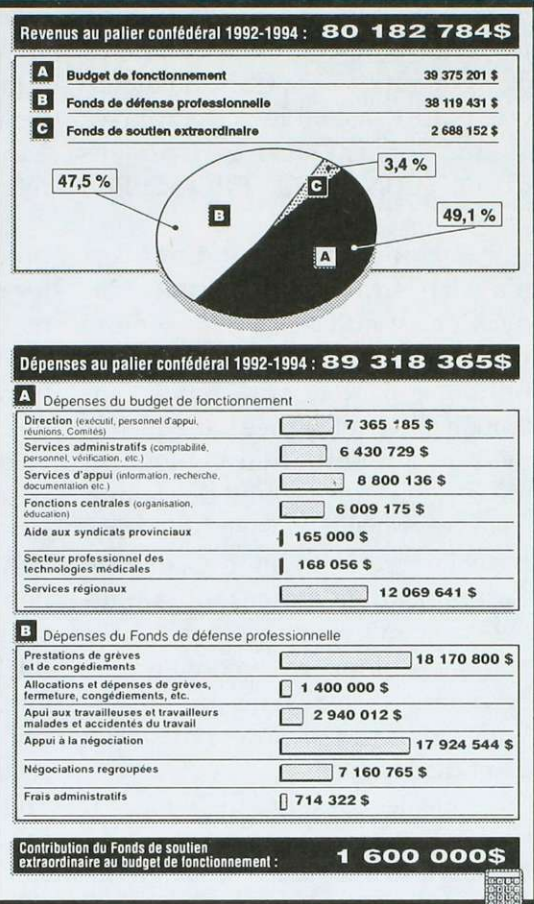 Revenus au palier confédéral 1992-1994 : 80 182 784$
A Budget de fonctionnement 39 375 201 $
B Fonds de défense professionnelle 38 119 431 $
C Fonds de soutien extraordinaire 2 688 152 $
3,4 %
47,5 %
C
B
49,1 %
A
Dépenses au palier confédéral 1992-1994 : 89 318 365$
A Dépenses du budget de fonctionnement
Direction (exécutif, personnel d'appui,
réunions, Comités) 7 365 185 $
Services administratifs (comptabilité,
personnel, vérification, etc.) 6 430 729 $
Services d'appui (information, recherche,
documentation etc.) 8 800 136 $
Fonctions centrales (organisation,
éducation) 6 009 175 $
Aide aux syndicats provinciaux 165 000 $
Secteur professionnel des
technologies médicales 168 056 $
Services régionaux 12 069 641 $
B Dépenses du Fonds de défense professionnelle
Prestations de grèves
et de congédiements 18 170 800 $
Allocations et dépenses de grèves,
fermeture, congédiements, etc. 1 400 000 $
Apui aux travailleuses et travailleurs
malades et accidentés du travail 2 940 012 $
Appui à la négociation 17 924 544 $
Négociations regroupées 7 160 765 $
Frais administratifs 714 322 $
Contribution du Fonds de soutien
extraordinaire au budget de fonctionnement : 1 600 000$